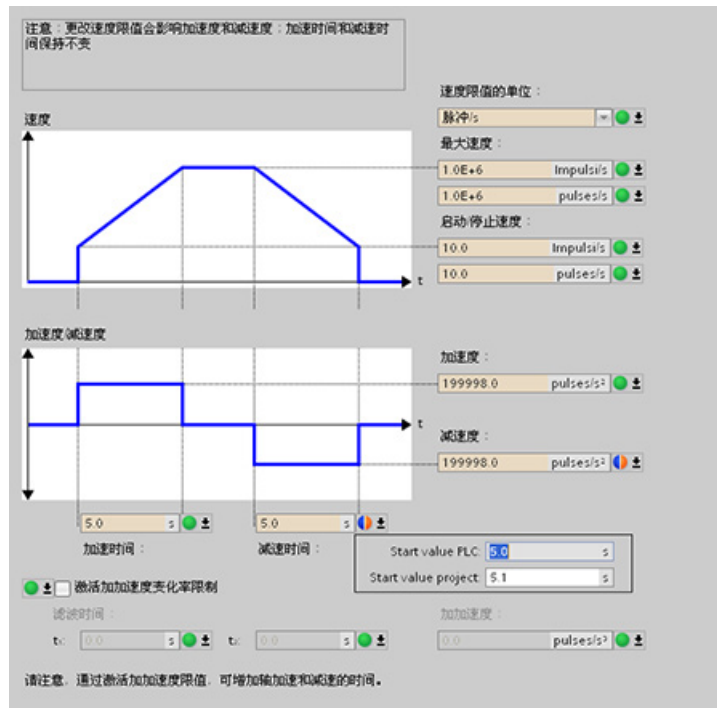 注意：更改速度限值会影响加速度和减速度：加速时间和减速时
间保持不变
速度限值的单位：
速度
脉冲/s
最大速度：
1.0E+6 Impulsi/s
1.0E+6 pulses/s
启动/停止速度：
10.0 Impulsi/s
10.0 pulses/s
t
加速度/减速度
加速度：
199998.0 pulses/s²
t
减速度：
199998.0 pulses/s²
5.0 s
5.0 s
加速时间：
减速时间：
Start value PLC: 5.0 s
Start value project: 5.1 s
激活加加速度变化率限制
滤波时间：
加加速度：
t₁: 0.0 s
t₂: 0.0 s
0.0 pulses/s³
请注意，通过激活加加速度限值，可增加轴加速和减速的时间。